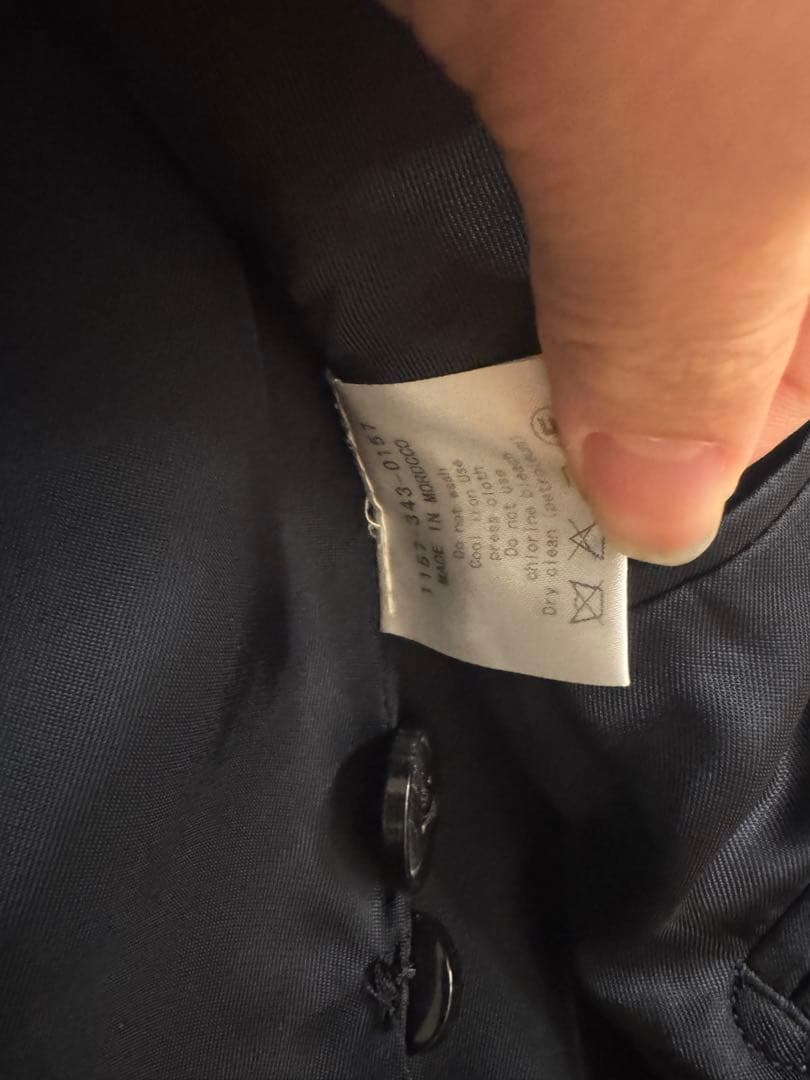 1157-343-0157
MADE IN MOROCCO
Do not wash
Cool iron Use
press cloth
Do not use
chlorine bleach
Dry clean (petroleum)